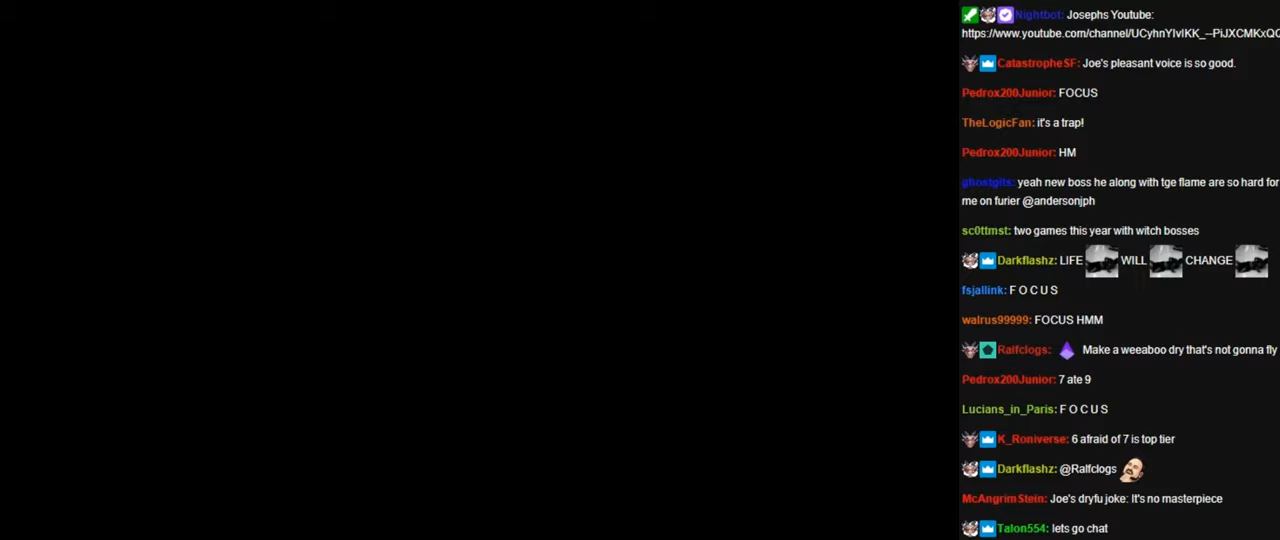 Nightbot: Josephs Youtube:
https://www.youtube.com/channel/UCyhnYIvIKK_--PiJXCMKxQC
CatastropheSF: Joe's pleasant voice is so good.
Pedrox200Junior: FOCUS
TheLogicFan: it's a trap!
Pedrox200Junior: HM
ghostgits: yeah new boss he along with tge flame are so hard for
me on furier @andersonjph
sc0ttmst: two games this year with witch bosses
Darkflashz: LIFE WILL CHANGE
fsjallink: F O C U S
walrus99999: FOCUS HMM
Ralfclogs: Make a weeaboo dry that's not gonna fly
Pedrox200Junior: 7 ate 9
Lucians_in_Paris: F O C U S
K_Roniverse: 6 afraid of 7 is top tier
Darkflashz: @Ralfclogs
McAngrimStein: Joe's dryfu joke: It's no masterpiece
Talon554: lets go chat